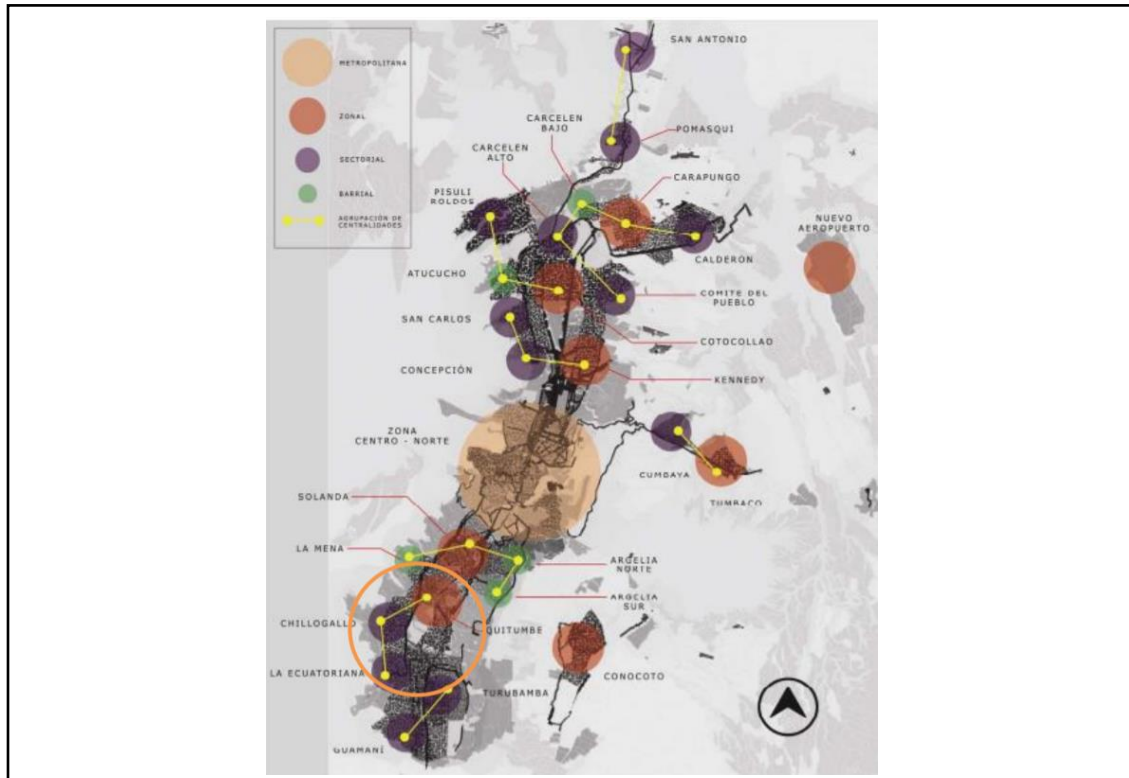 METROPOLITANA
ZONAL
SECTORIAL
BARRIAL
AGRUPACIÓN DE
CENTRALIDADES
SAN ANTONIO
CARCELEN
BAJO
POMASQUI
CARCELEN
ALTO
CARAPUNGO
PISULI
ROLDOS
NUEVO
AEROPUERTO
CALDERON
ATUCUCHO
COMITE DEL
PUEBLO
SAN CARLOS
COTOCOLLAO
CONCEPCIÓN
KENNEDY
ZONA
CENTRO - NORTE
CUMBAYA
TUMBACO
SOLANDA
LA MENA
ARGELIA
NORTE
ARGELIA
SUR
CHILLOGALLO
QUITUMBE
LA ECUATORIANA
CONOCOTO
TURUBAMBA
GUAMANÍ